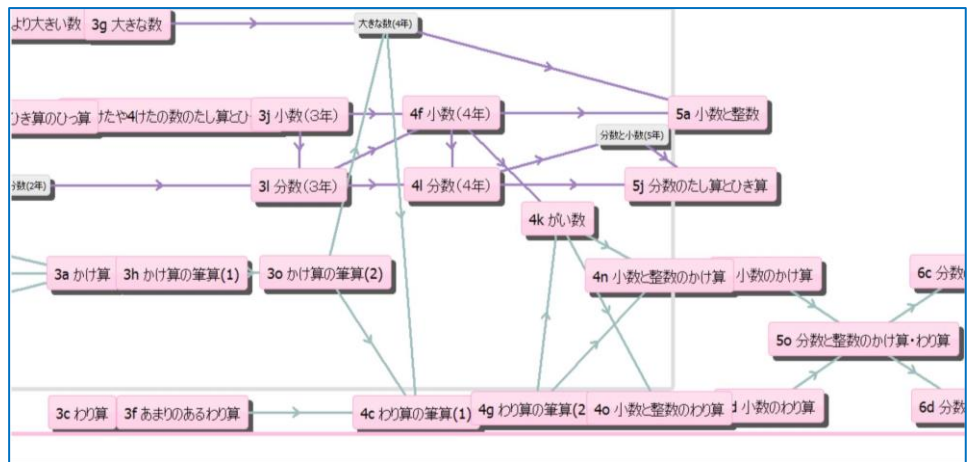 より大きい数
3g 大きな数
大きな数(4年)
ひき算のひっ算
けたや4けたの数のたし算とひ
3j 小数(3年)
4f 小数(4年)
5a 小数と整数
分数と小数(5年)
分数(2年)
3l 分数(3年)
4l 分数(4年)
5j 分数のたし算とひき算
4k がい数
3a かけ算
3h かけ算の筆算(1)
3o かけ算の筆算(2)
4n 小数と整数のかけ算
小数のかけ算
6c 分数
5o 分数と整数のかけ算・わり算
3c わり算
3f あまりのあるわり算
4c わり算の筆算(1)
4g わり算の筆算(2
4o 小数と整数のわり算
d 小数のわり算
6d 分数